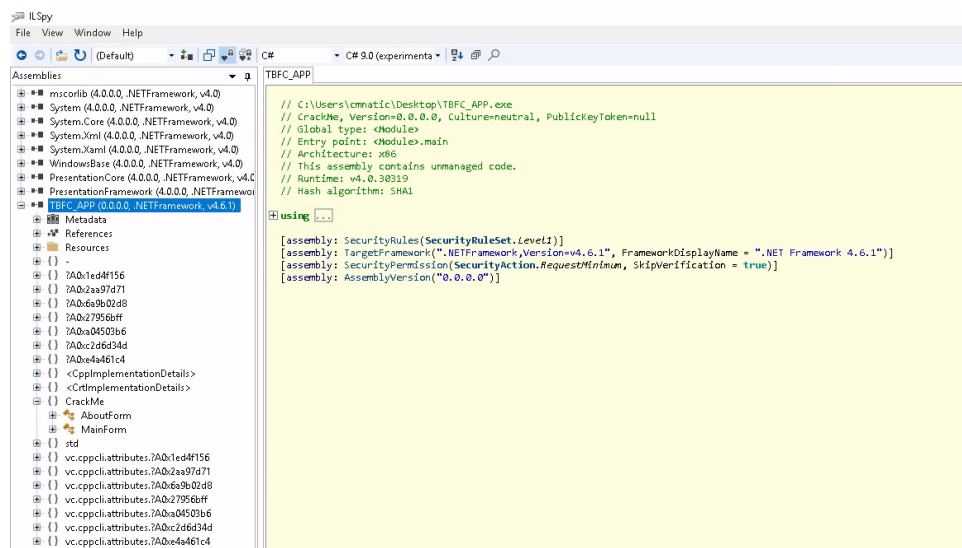 ILSpy
File View Window Help
(Default) C# C# 9.0 (experimenta
Assemblies
TBFC_APP
mscorlib (4.0.0.0, .NETFramework, v4.0)
System (4.0.0.0, .NETFramework, v4.0)
System.Core (4.0.0.0, .NETFramework, v4.0)
System.Xml (4.0.0.0, .NETFramework, v4.0)
System.Xaml (4.0.0.0, .NETFramework, v4.0)
WindowsBase (4.0.0.0, .NETFramework, v4.0)
PresentationCore (4.0.0.0, .NETFramework, v4.0
PresentationFramework (4.0.0.0, .NETFramewor
TBFC_APP (0.0.0.0, .NETFramework, v4.6.1)
Metadata
References
Resources
{ } -
{ } ?A0x1ed4f156
{ } ?A0x2aa97d71
{ } ?A0x6a9b02d8
{ } ?A0x27956bff
{ } ?A0xa04503b6
{ } ?A0xc2d6d34d
{ } ?A0xe4a461c4
{ } <CppImplementationDetails>
{ } <CrtImplementationDetails>
{ } CrackMe
AboutForm
MainForm
{ } std
{ } vc.cppcli.attributes.?A0x1ed4f156
{ } vc.cppcli.attributes.?A0x2aa97d71
{ } vc.cppcli.attributes.?A0x6a9b02d8
{ } vc.cppcli.attributes.?A0x27956bff
{ } vc.cppcli.attributes.?A0xa04503b6
{ } vc.cppcli.attributes.?A0xc2d6d34d
{ } vc.cppcli.attributes.?A0xe4a461c4
// C:\Users\cmnatic\Desktop\TBFC_APP.exe
// CrackMe, Version=0.0.0.0, Culture=neutral, PublicKeyToken=null
// Global type: <Module>
// Entry point: <Module>.main
// Architecture: x86
// This assembly contains unmanaged code.
// Runtime: v4.0.30319
// Hash algorithm: SHA1
using ...
[assembly: SecurityRules(SecurityRuleSet.Level1)]
[assembly: TargetFramework(".NETFramework,Version=v4.6.1", FrameworkDisplayName = ".NET Framework 4.6.1")]
[assembly: SecurityPermission(SecurityAction.RequestMinimum, SkipVerification = true)]
[assembly: AssemblyVersion("0.0.0.0")]